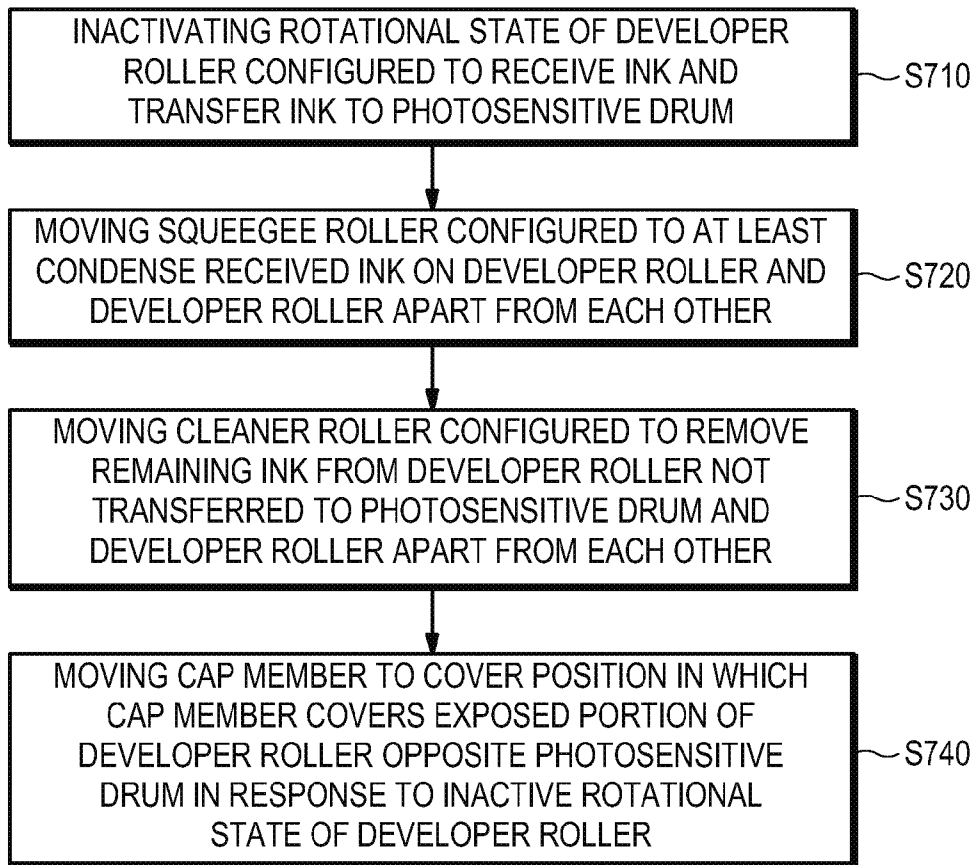 INACTIVATING ROTATIONAL STATE OF DEVELOPER
ROLLER CONFIGURED TO RECEIVE INK AND
TRANSFER INK TO PHOTOSENSITIVE DRUM
S710
MOVING SQUEEGEE ROLLER CONFIGURED TO AT LEAST
CONDENSE RECEIVED INK ON DEVELOPER ROLLER AND
DEVELOPER ROLLER APART FROM EACH OTHER
S720
MOVING CLEANER ROLLER CONFIGURED TO REMOVE
REMAINING INK FROM DEVELOPER ROLLER NOT
TRANSFERRED TO PHOTOSENSITIVE DRUM AND
DEVELOPER ROLLER APART FROM EACH OTHER
S730
MOVING CAP MEMBER TO COVER POSITION IN WHICH
CAP MEMBER COVERS EXPOSED PORTION OF
DEVELOPER ROLLER OPPOSITE PHOTOSENSITIVE
DRUM IN RESPONSE TO INACTIVE ROTATIONAL
STATE OF DEVELOPER ROLLER
S740